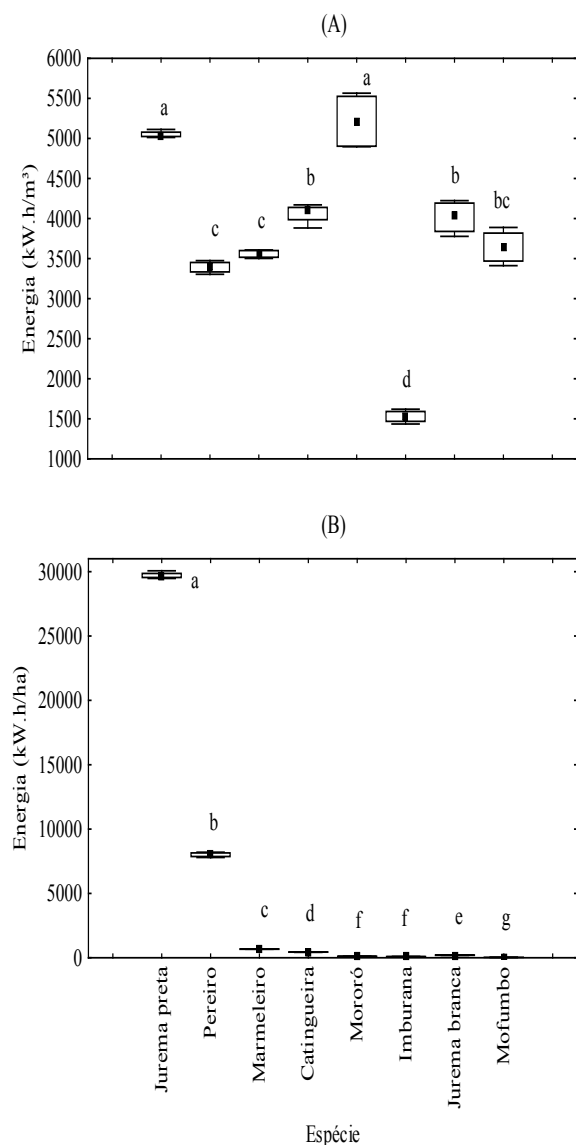 (A)
Energia (kW.h/m³)
6000
5500
5000
4500
4000
3500
3000
2500
2000
1500
1000
a
c
c
b
a
d
b
bc
(B)
Energia (kW.h/ha)
30000
25000
20000
15000
10000
5000
0
a
b
c
d
f
f
e
g
Jurema preta
Pereiro
Marmeleiro
Catingueira
Mororó
Imburana
Jurema branca
Mofumbo
Espécie